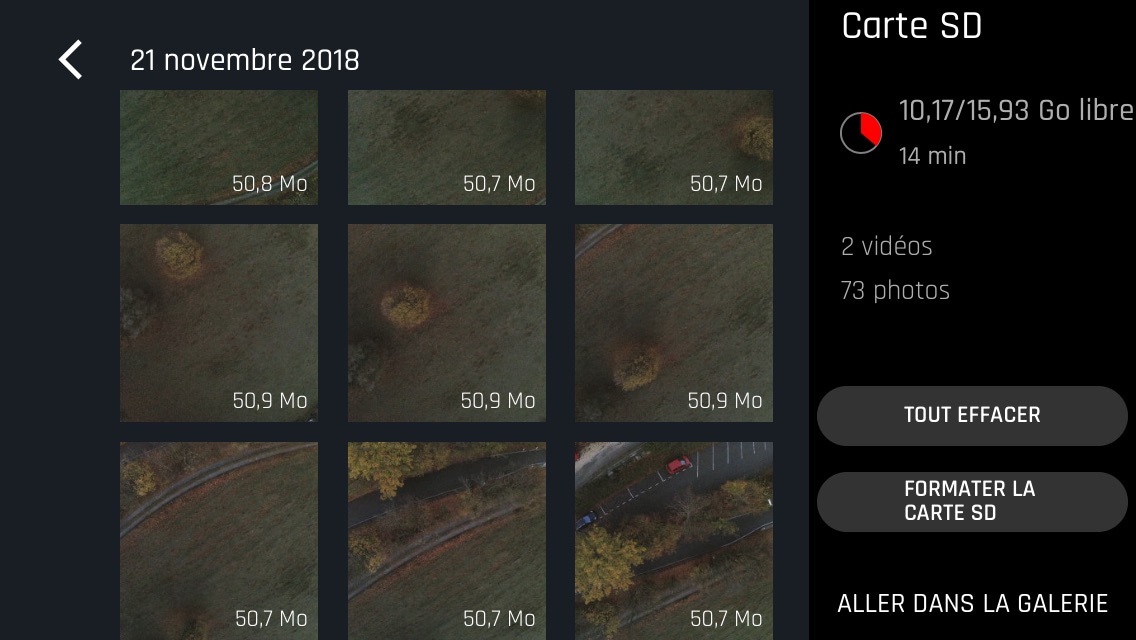 21 novembre 2018
50,8 Mo
50,7 Mo
50,7 Mo
50,9 Mo
50,9 Mo
50,9 Mo
50,7 Mo
50,7 Mo
50,7 Mo
Carte SD
10,17/15,93 Go libre
14 min
2 vidéos
73 photos
TOUT EFFACER
FORMATER LA
CARTE SD
ALLER DANS LA GALERIE